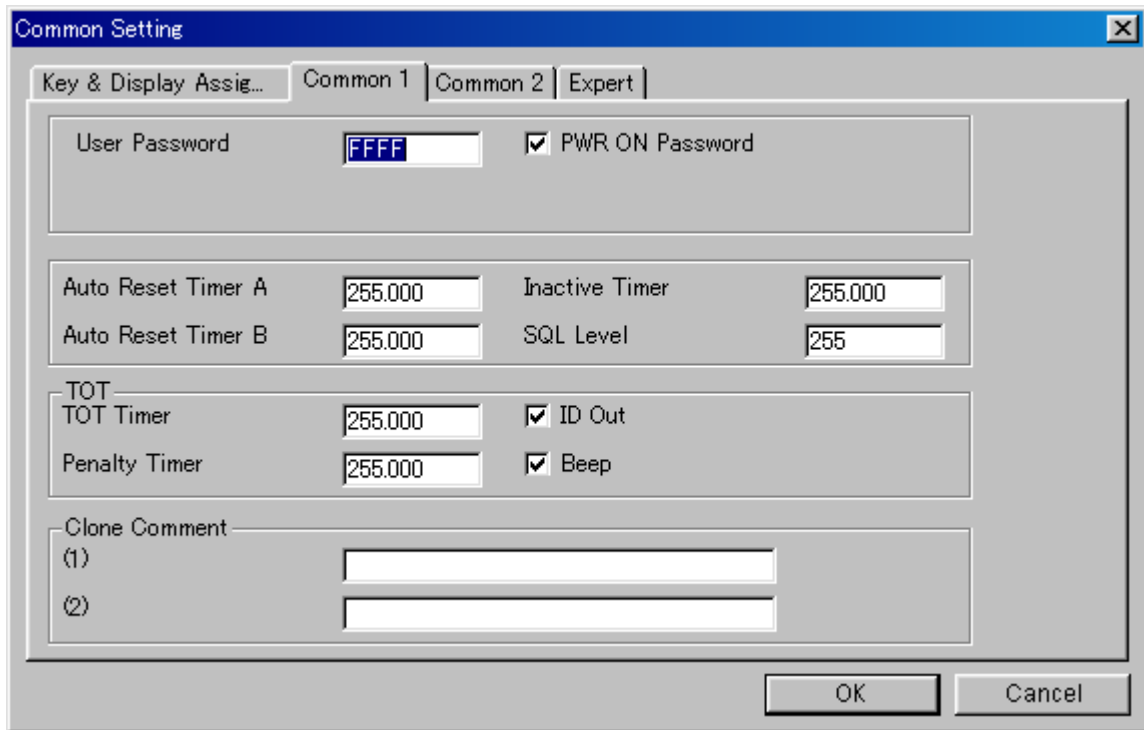 Common Setting
Key & Display Assig... Common 1 Common 2 Expert
User Password FFFF PWR ON Password
Auto Reset Timer A 255.000 Inactive Timer 255.000
Auto Reset Timer B 255.000 SQL Level 255
TOT
TOT Timer 255.000 ID Out
Penalty Timer 255.000 Beep
Clone Comment
(1)
(2)
OK Cancel